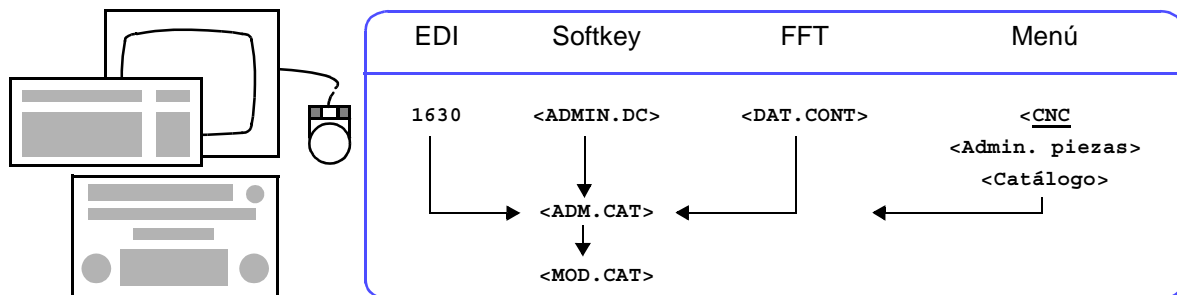 EDI Softkey FFT Menú
1630 <ADMIN.DC> <DAT.CONT> <CNC
<Admin. piezas>
<Catálogo>
<ADM.CAT>
<MOD.CAT>